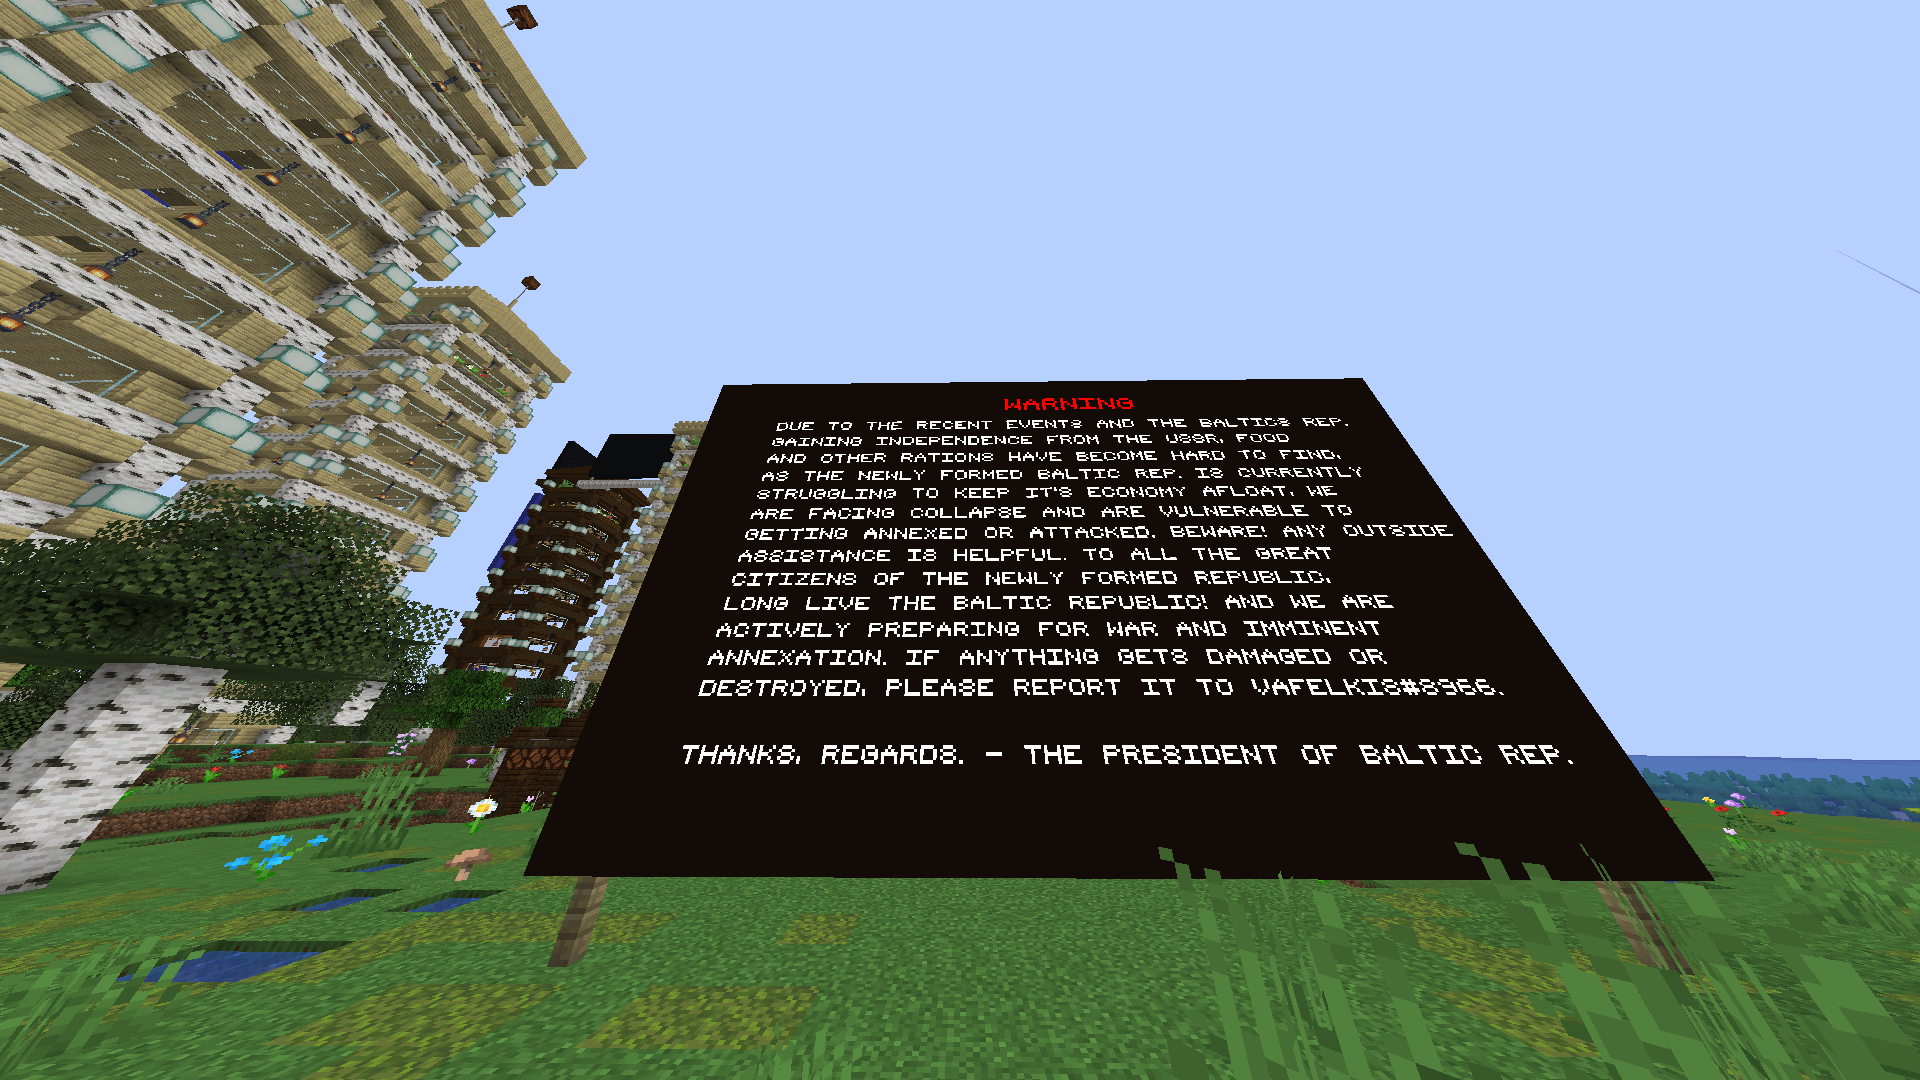 WARNING
DUE TO THE RECENT EVENTS AND THE BALTICS REP.
GAINING INDEPENDENCE FROM THE USSR, FOOD
AND OTHER RATIONS HAVE BECOME HARD TO FIND,
AS THE NEWLY FORMED BALTIC REP. IS CURRENTLY
STRUGGLING TO KEEP IT'S ECONOMY AFLOAT, WE
ARE FACING COLLAPSE AND ARE VULNERABLE TO
GETTING ANNEXED OR ATTACKED, BEWARE! ANY OUTSIDE
ASSISTANCE IS HELPFUL. TO ALL THE GREAT
CITIZENS OF THE NEWLY FORMED REPUBLIC,
LONG LIVE THE BALTIC REPUBLIC! AND WE ARE
ACTIVELY PREPARING FOR WAR AND IMMINENT
ANNEXATION. IF ANYTHING GETS DAMAGED OR
DESTROYED, PLEASE REPORT IT TO VAFELKIS#8966.
THANKS, REGARDS. - THE PRESIDENT OF BALTIC REP.